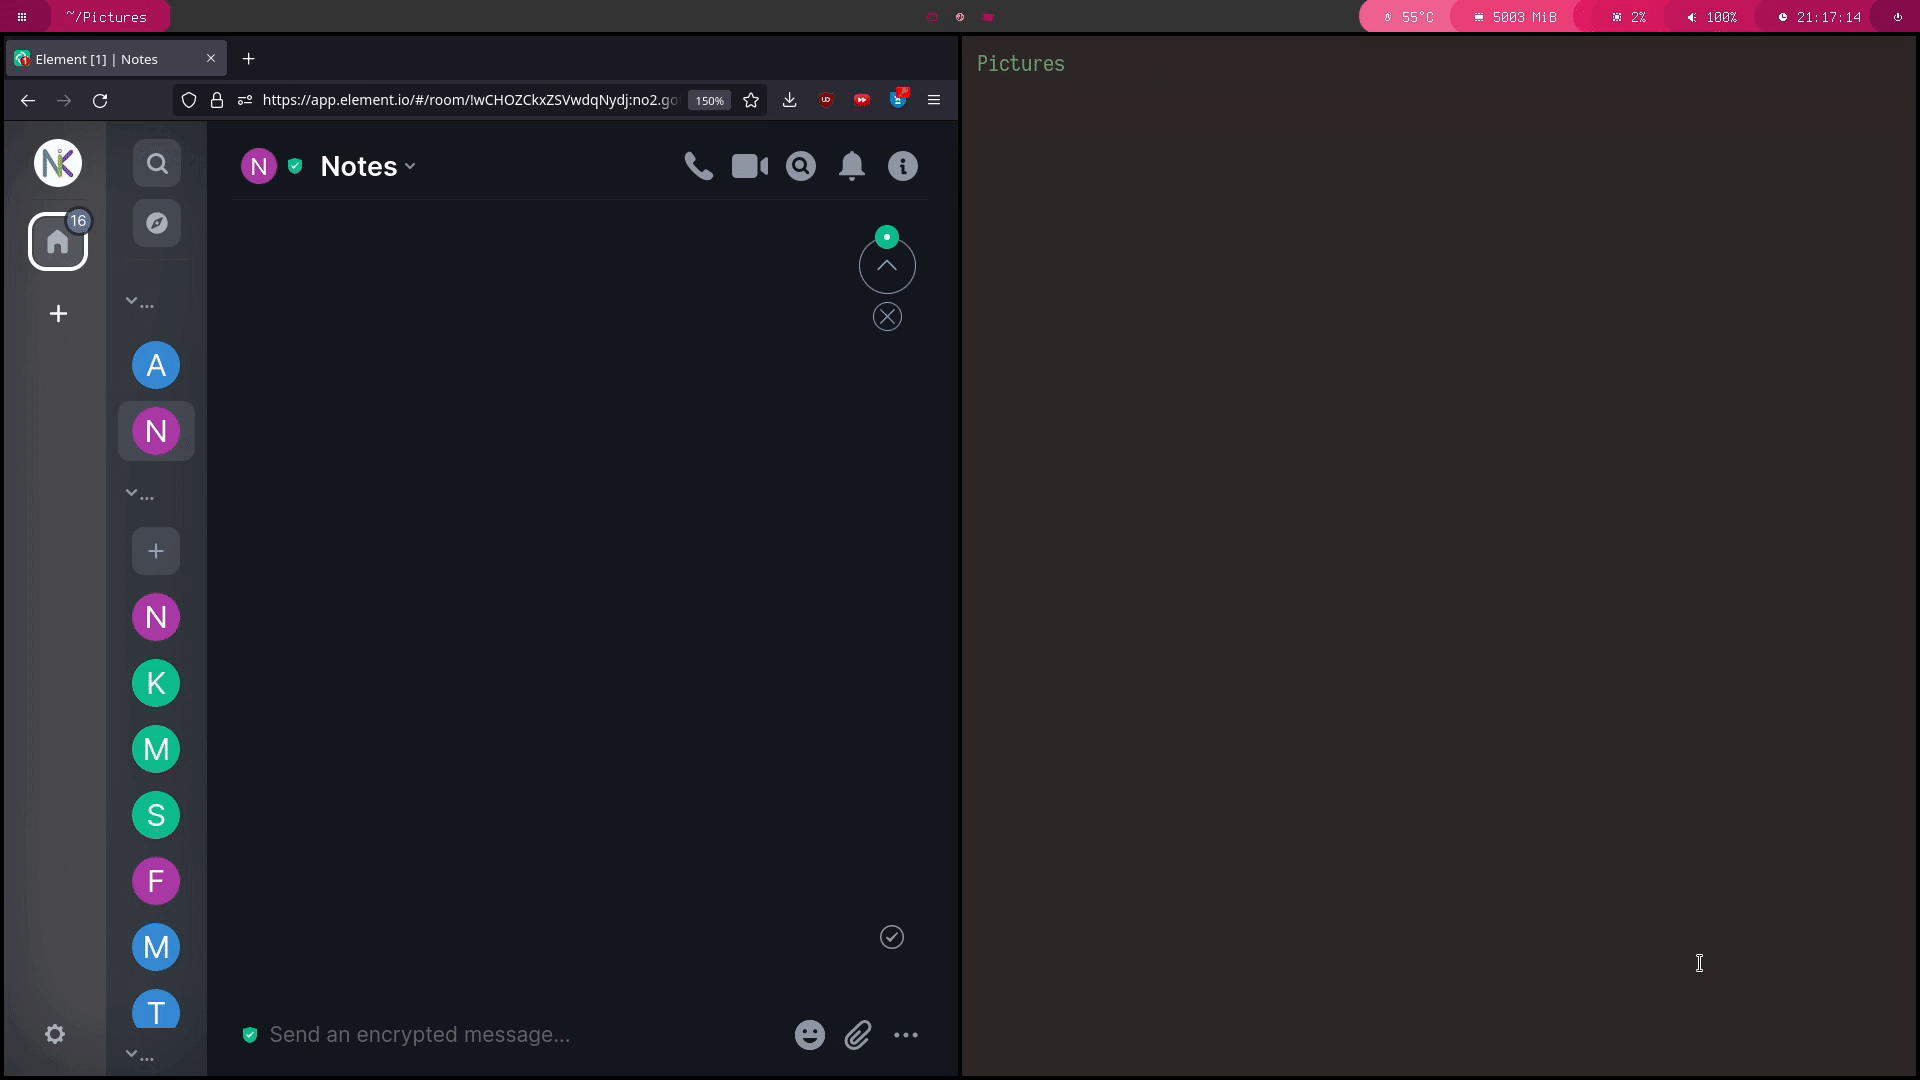 ~/Pictures
55°C
5003 MiB
2%
100%
21:17:14
Element [1] | Notes
https://app.element.io/#/room/!wCHOZCkxZSVwdqNydj:no2.go
150%
NK
16
N
Notes
...
A
N
...
N
K
M
S
F
M
T
...
Send an encrypted message...
Pictures